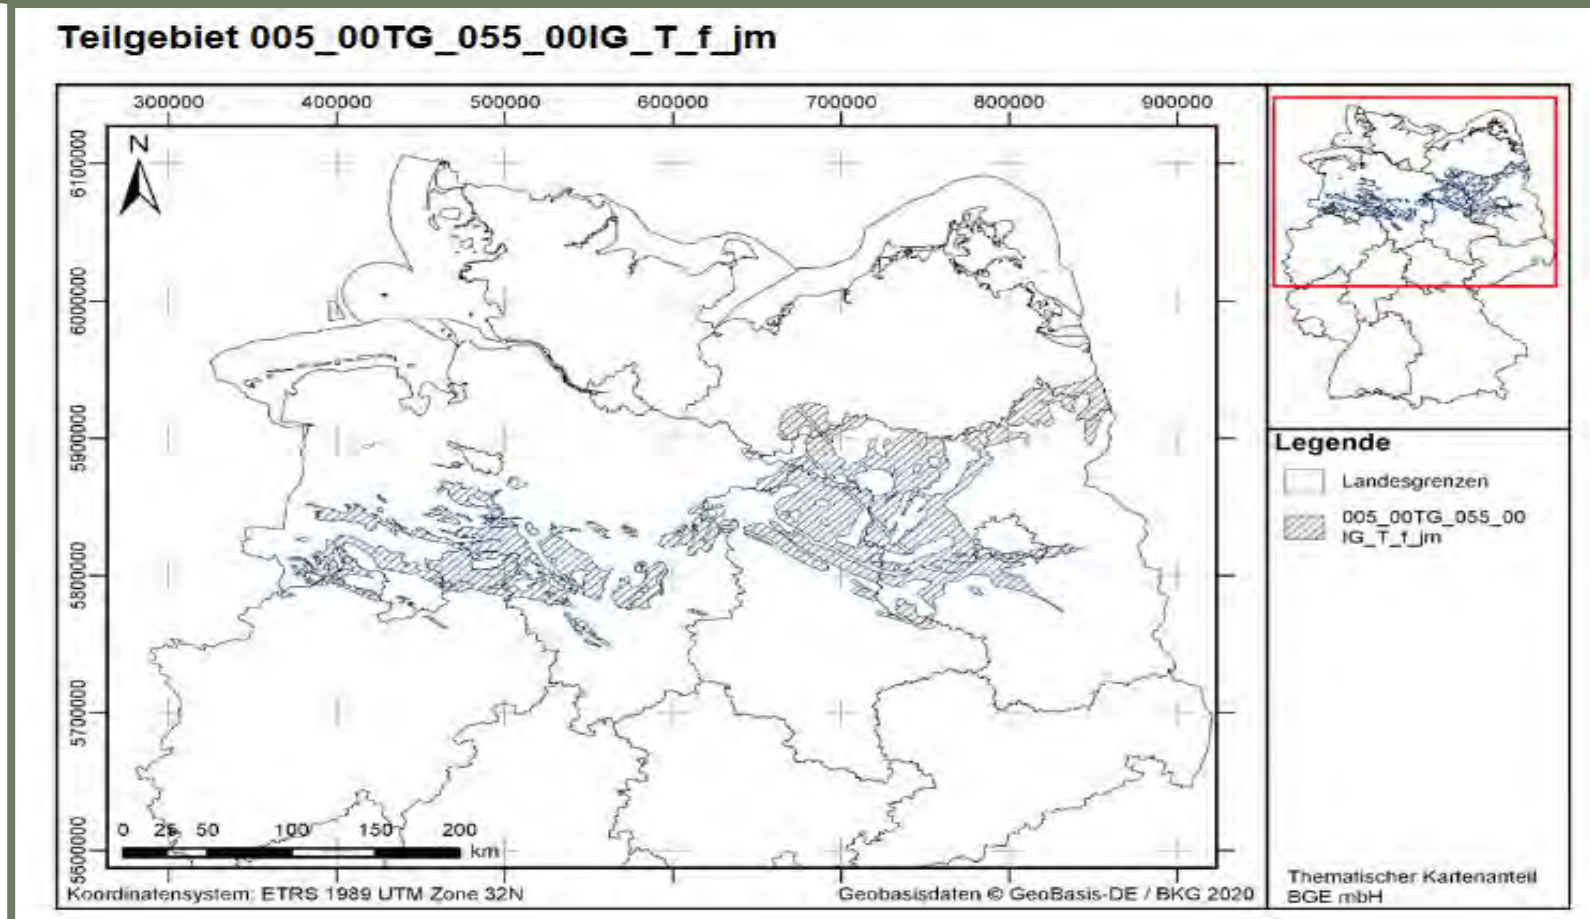 Teilgebiet 005_00TG_055_00IG_T_f_jm
300000 400000 500000 600000 700000 800000 900000
N
6100000
6000000
5900000
5800000
5700000
5600000
0 25 50 100 150 200
km
Koordinatensystem: ETRS 1989 UTM Zone 32N
Geobasisdaten © GeoBasis-DE / BKG 2020
Legende
Landesgrenzen
005_00TG_055_00
IG_T_f_jm
Thematischer Kartenanteil
BGE mbH